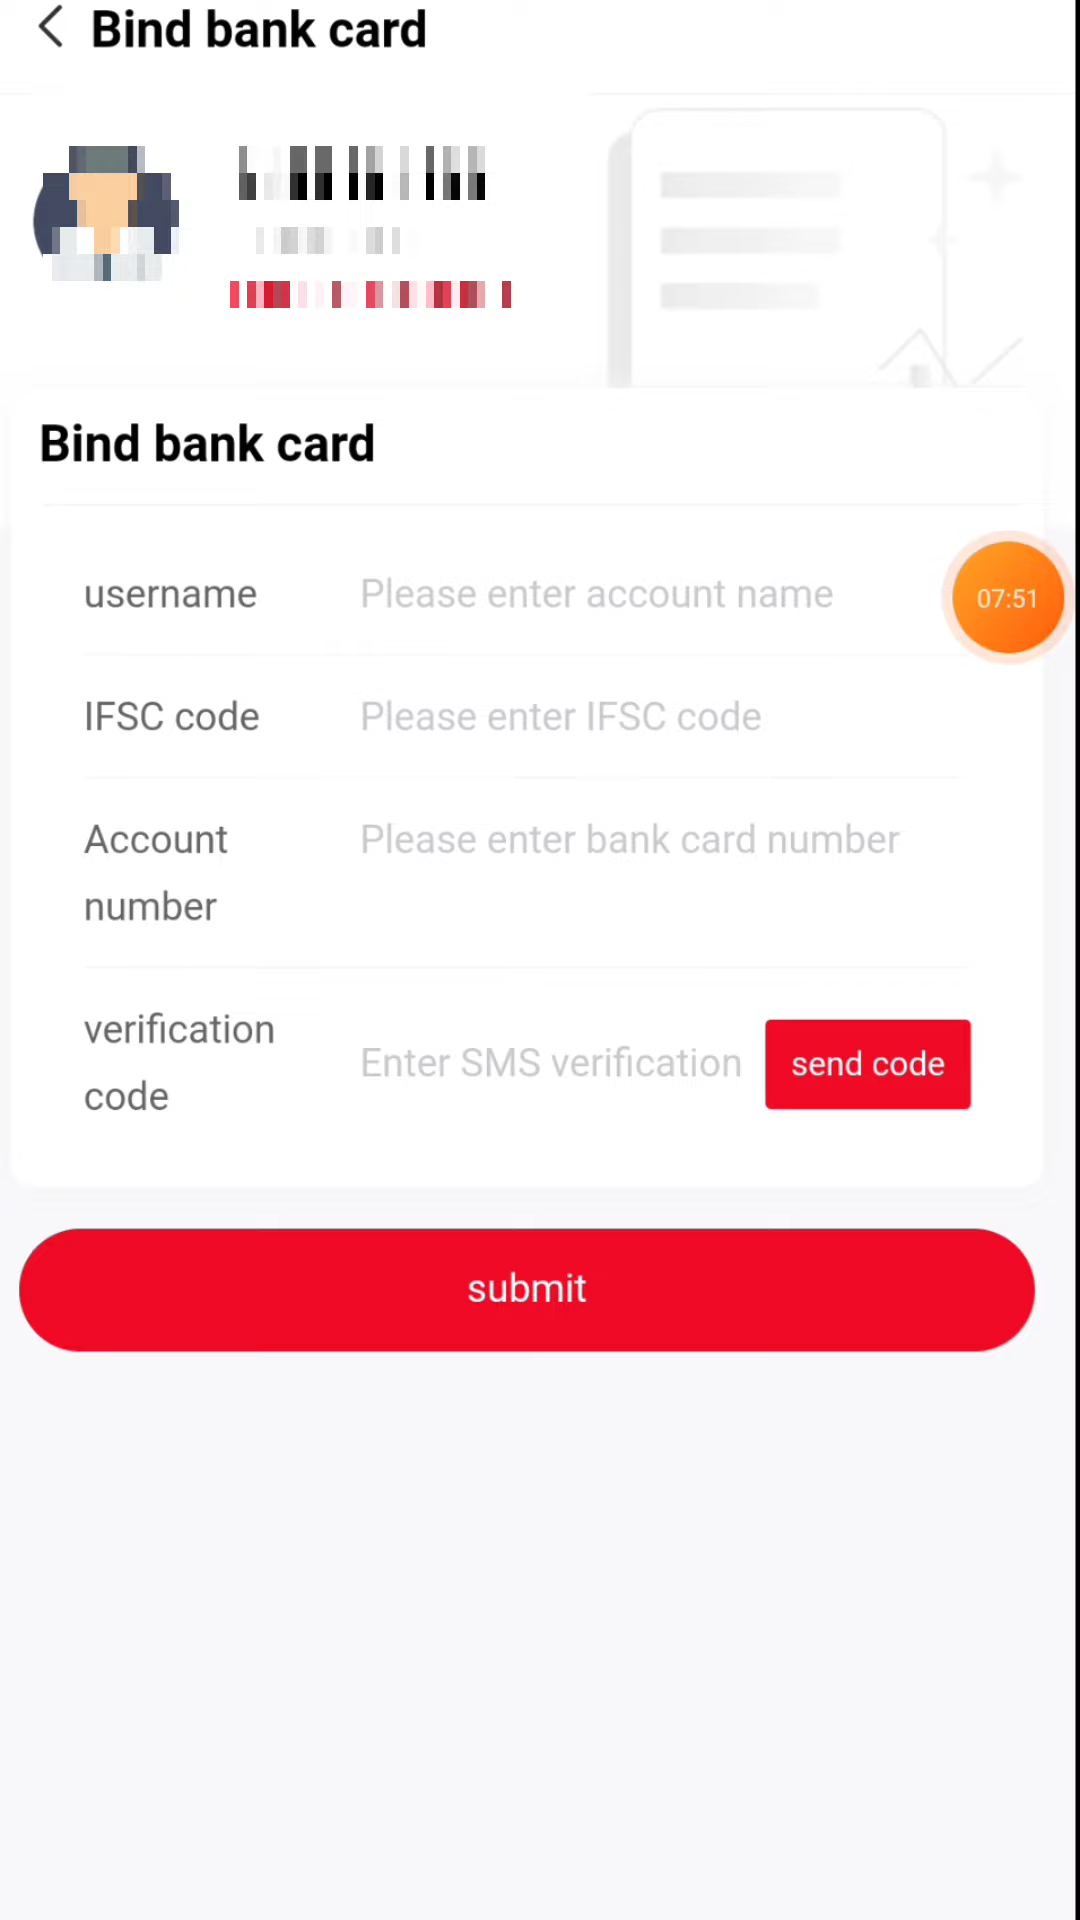 Bind bank card
Bind bank card
username Please enter account name
07:51
IFSC code Please enter IFSC code
Account number Please enter bank card number
verification code Enter SMS verification send code
submit